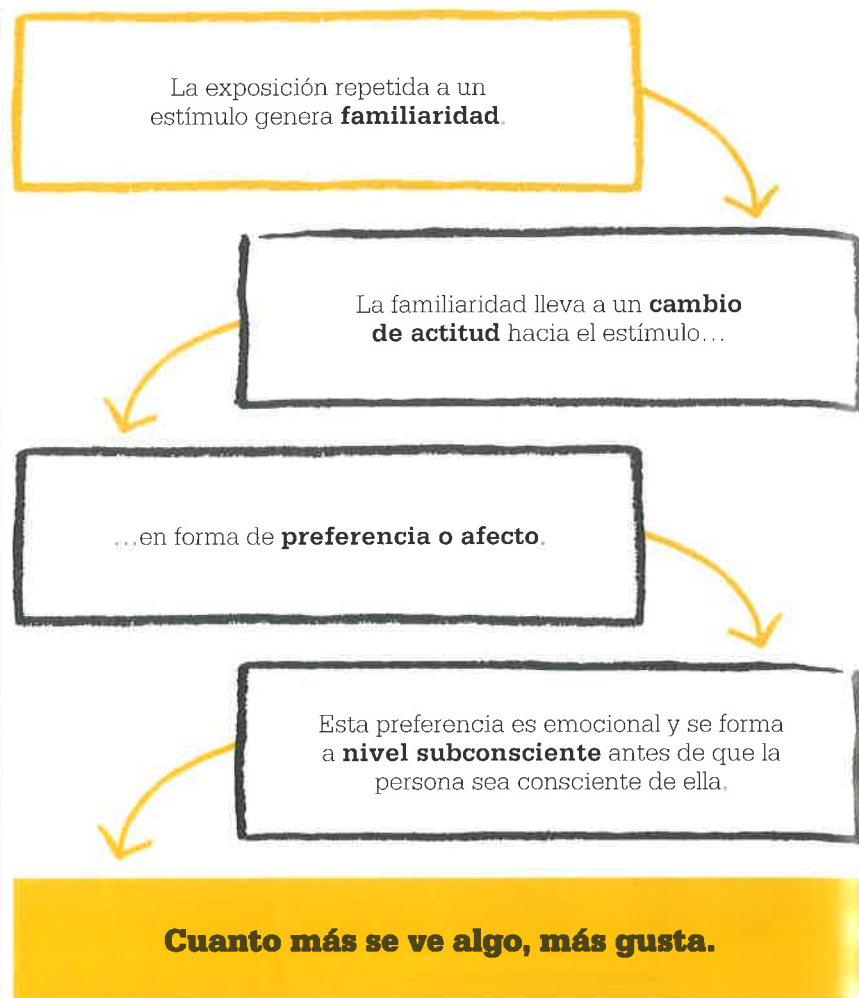 La exposición repetida a un
estímulo genera familiaridad.
La familiaridad lleva a un cambio
de actitud hacia el estímulo...
...en forma de preferencia o afecto.
Esta preferencia es emocional y se forma
a nivel subconsciente antes de que la
persona sea consciente de ella.
Cuanto más se ve algo, más gusta.